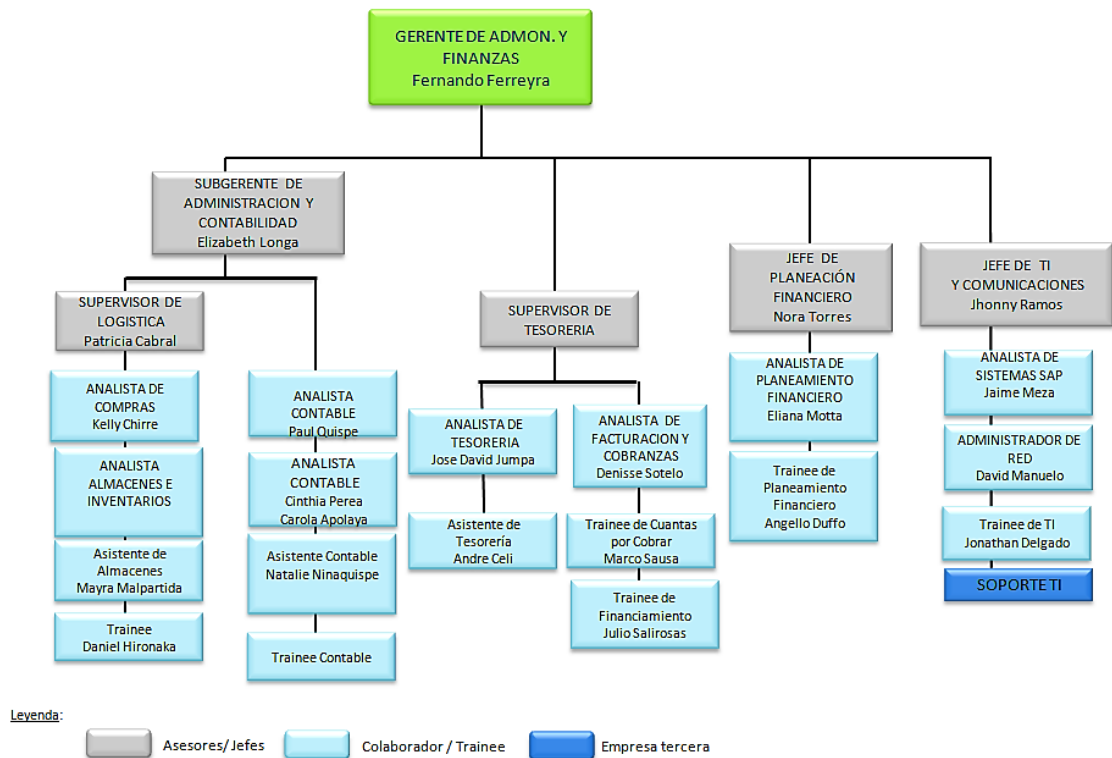 GERENTE DE ADMON. Y
FINANZAS
Fernando Ferreyra
SUBGERENTE DE
ADMINISTRACION Y
CONTABILIDAD
Elizabeth Longa
SUPERVISOR DE
LOGISTICA
Patricia Cabral
ANALISTA DE
COMPRAS
Kelly Chirre
ANALISTA
ALMACENES E
INVENTARIOS
Asistente de
Almacenes
Mayra Malpartida
Trainee
Daniel Hironaka
ANALISTA
CONTABLE
Paul Quispe
ANALISTA
CONTABLE
Cinthia Perea
Carola Apolaya
Asistente Contable
Natalie Ninaquispe
Trainee Contable
SUPERVISOR DE
TESORERIA
ANALISTA DE
TESORERIA
Jose David Jumpa
Asistente de
Tesorería
Andre Celi
ANALISTA DE
FACTURACION Y
COBRANZAS
Denisse Sotelo
Trainee de Cuantas
por Cobrar
Marco Sausa
Trainee de
Financiamiento
Julio Salirosas
JEFE DE
PLANEACIÓN
FINANCIERO
Nora Torres
ANALISTA DE
PLANEAMIENTO
FINANCIERO
Eliana Motta
Trainee de
Planeamiento
Financiero
Angello Duffo
JEFE DE TI
Y COMUNICACIONES
Jhonny Ramos
ANALISTA DE
SISTEMAS SAP
Jaime Meza
ADMINISTRADOR DE
RED
David Manuelo
Trainee de TI
Jonathan Delgado
SOPORTE TI
Leyenda:
Asesores/ Jefes
Colaborador / Trainee
Empresa tercera